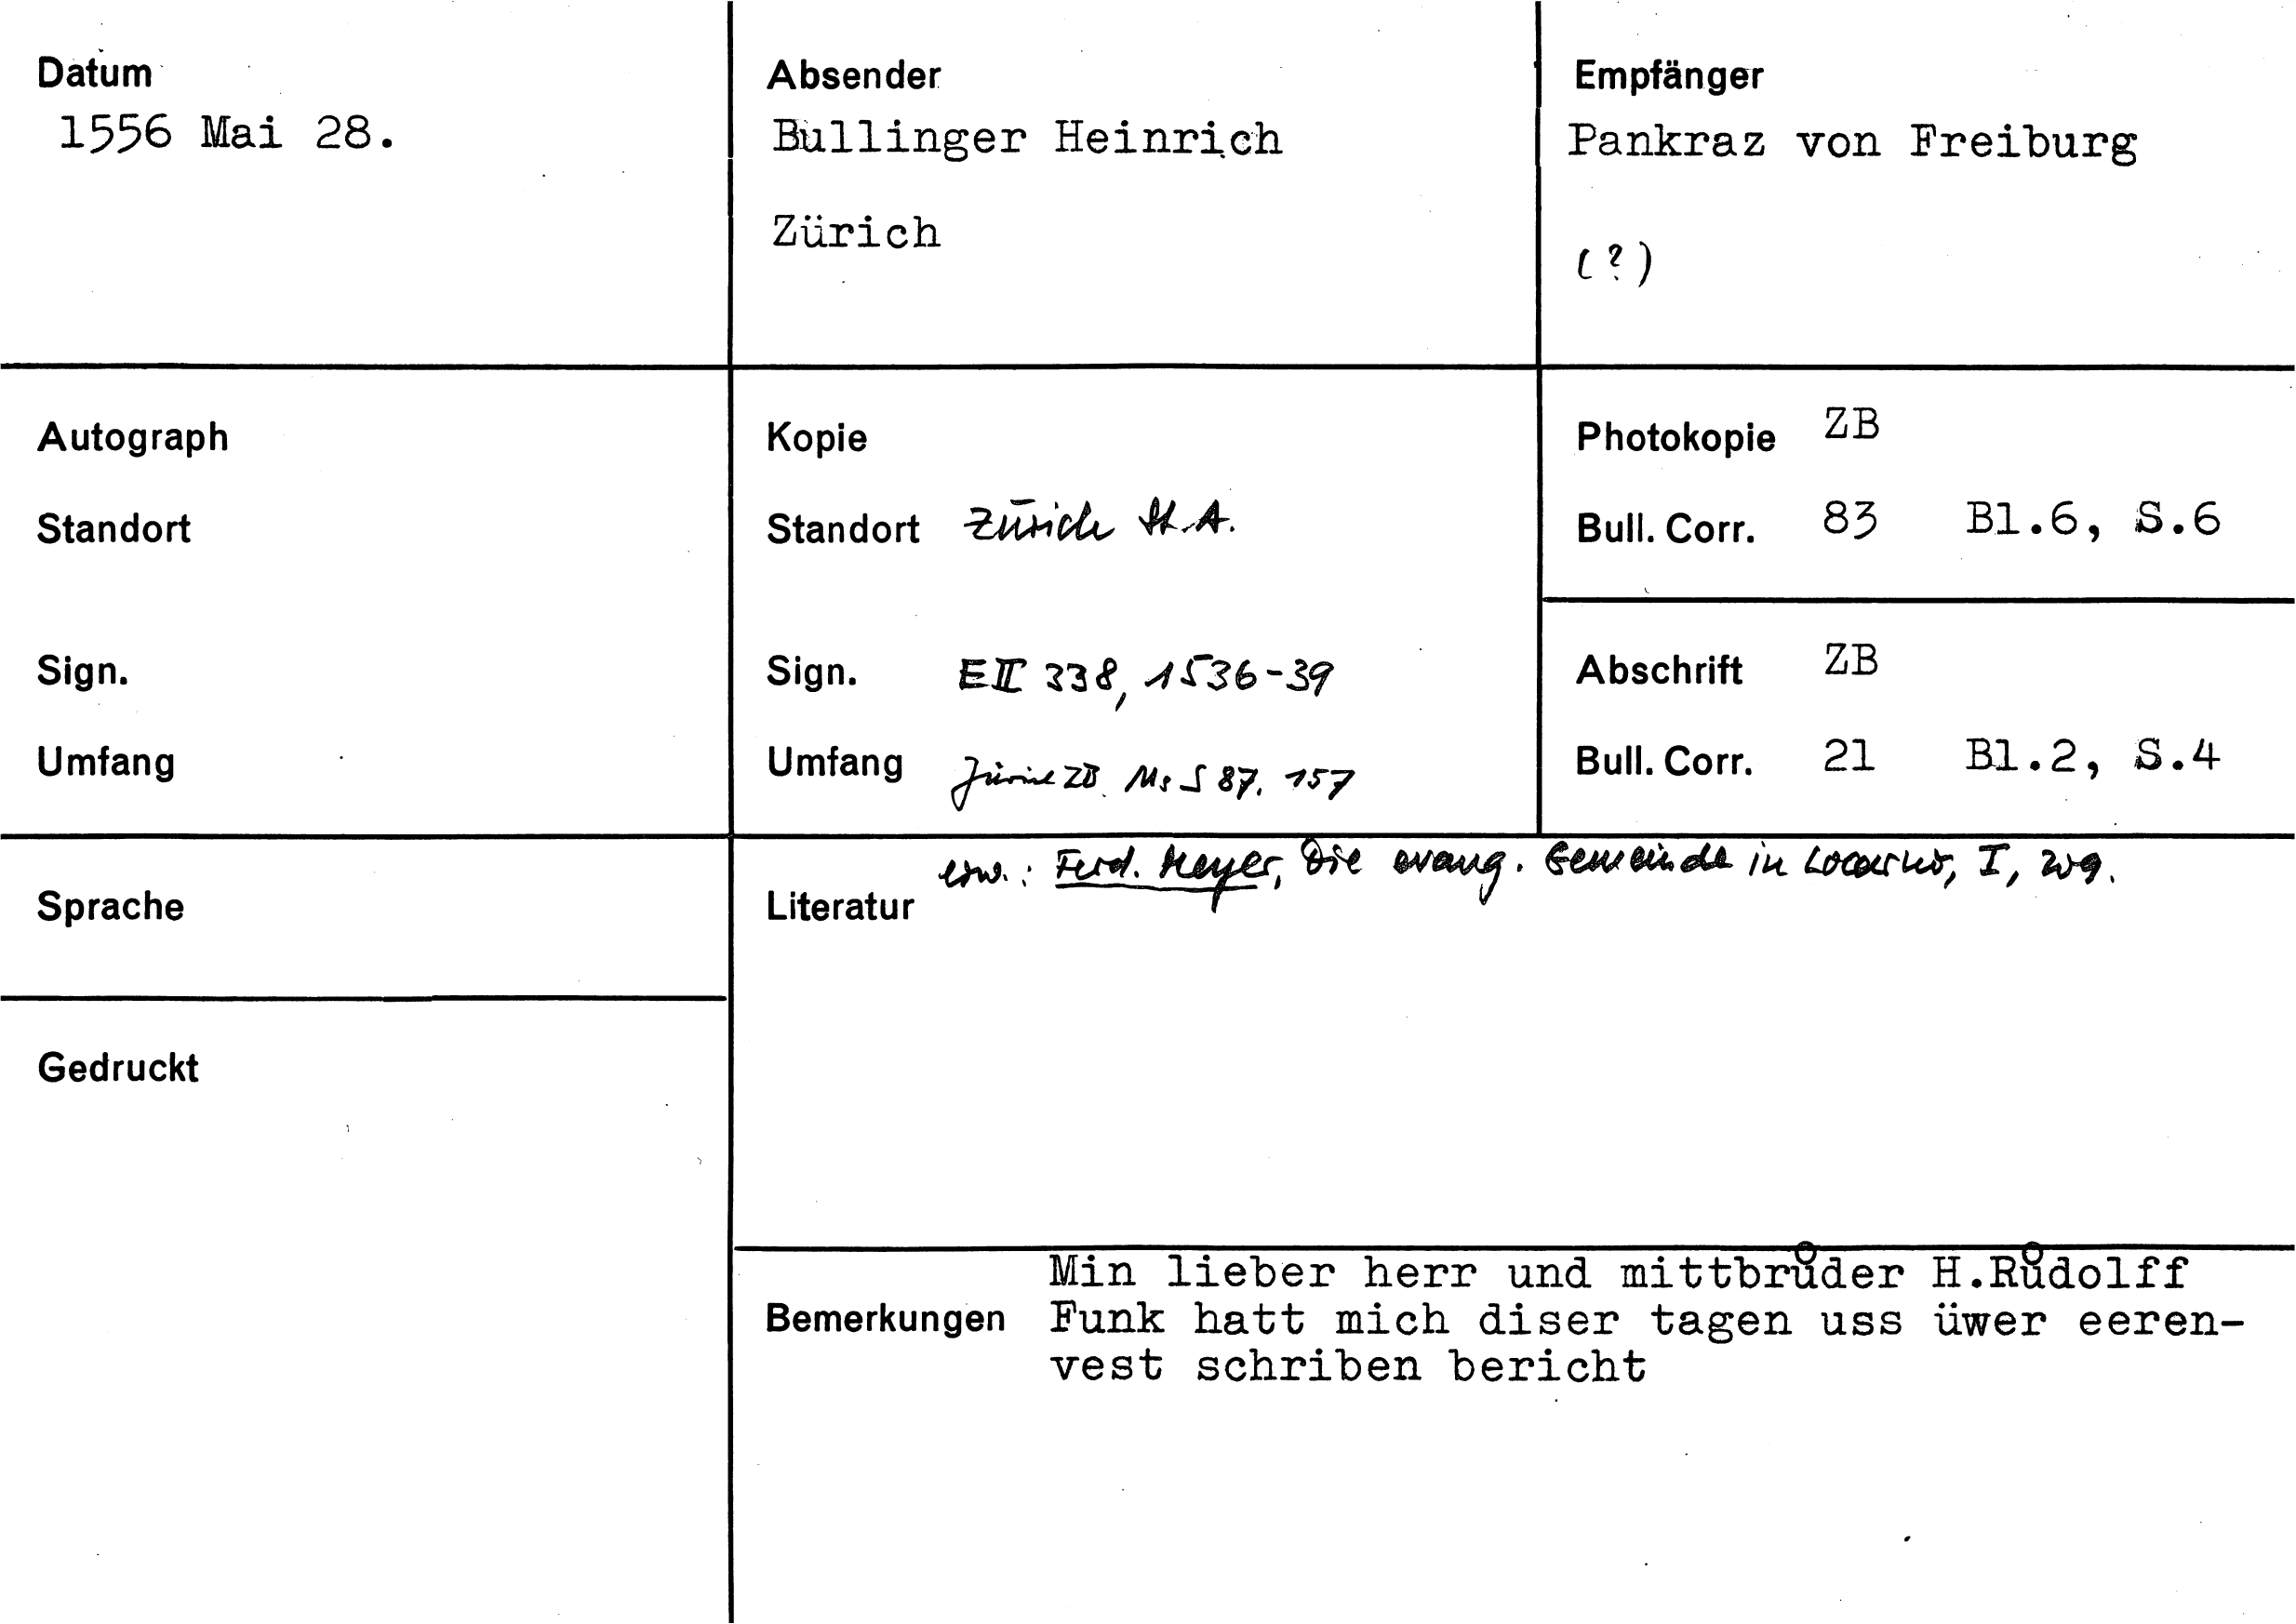 Datum
1556 Mai 28.
Absender
Bullinger Heinrich
Zürich
Empfänger
Pankraz von Freiburg
(?)
Autograph
Standort
Sign.
Umfang
Kopie
Standort Zürich St.A.
Sign. E II 338, 1536-39
Umfang Zürich ZB Ms S 87, 157
Photokopie ZB
Bull. Corr. 83 Bl.6, S.6
Abschrift ZB
Bull. Corr. 21 Bl.2, S.4
Sprache
Gedruckt
erw.: Ferd. Meyer, Die evang. Gemeinde in Locarno, I,
Literatur
Min lieber herr und mittbrůder H.Růdolff
Bemerkungen Funk hatt mich diser tagen uss üwer eeren-
vest schriben bericht